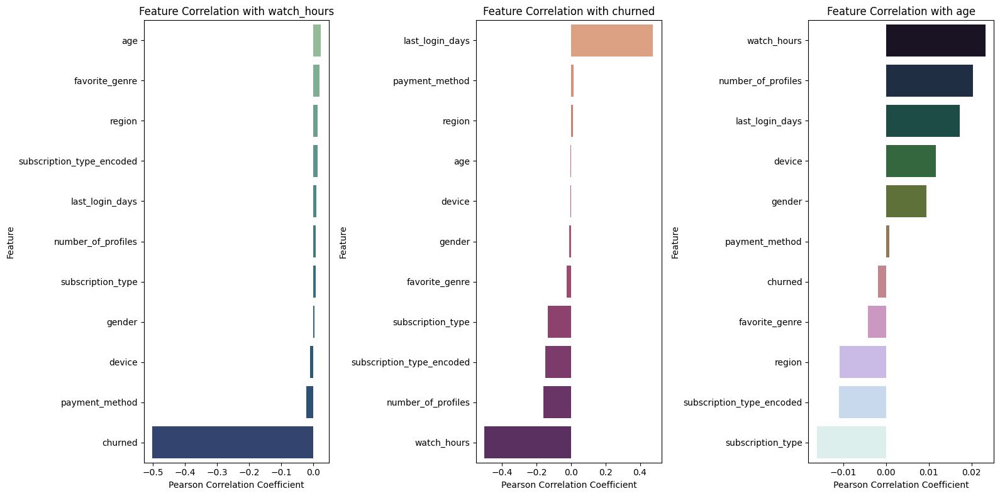 Feature Correlation with watch_hours
Feature
age
favorite_genre
region
subscription_type_encoded
last_login_days
number_of_profiles
subscription_type
gender
device
payment_method
churned
−0.5 −0.4 −0.3 −0.2 −0.1 0.0
Pearson Correlation Coefficient
Feature Correlation with churned
Feature
last_login_days
payment_method
region
age
device
gender
favorite_genre
subscription_type
subscription_type_encoded
number_of_profiles
watch_hours
−0.4 −0.2 0.0 0.2 0.4
Pearson Correlation Coefficient
Feature Correlation with age
Feature
watch_hours
number_of_profiles
last_login_days
device
gender
payment_method
churned
favorite_genre
region
subscription_type_encoded
subscription_type
−0.01 0.00 0.01 0.02
Pearson Correlation Coefficient